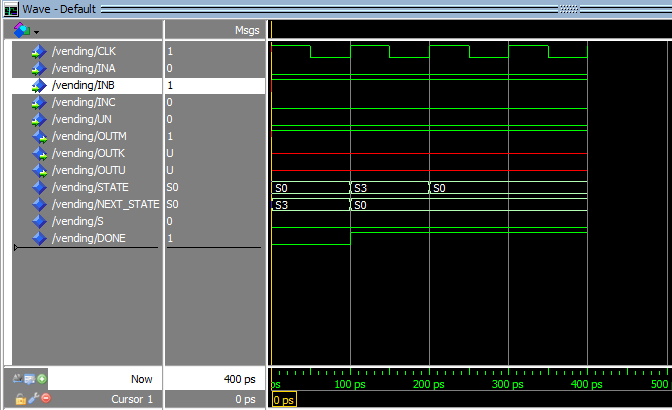 Wave - Default
Msgs
/vending/CLK 1
/vending/INA 0
/vending/INB 1
/vending/INC 0
/vending/UN 0
/vending/OUTM 1
/vending/OUTK U
/vending/OUTU U
/vending/STATE S0 S0 S3 S0
/vending/NEXT_STATE S0 S3 S0
/vending/S 0
/vending/DONE 1
Now 400 ps ps 100 ps 200 ps 300 ps 400 ps 500
Cursor 1 0 ps 0 ps